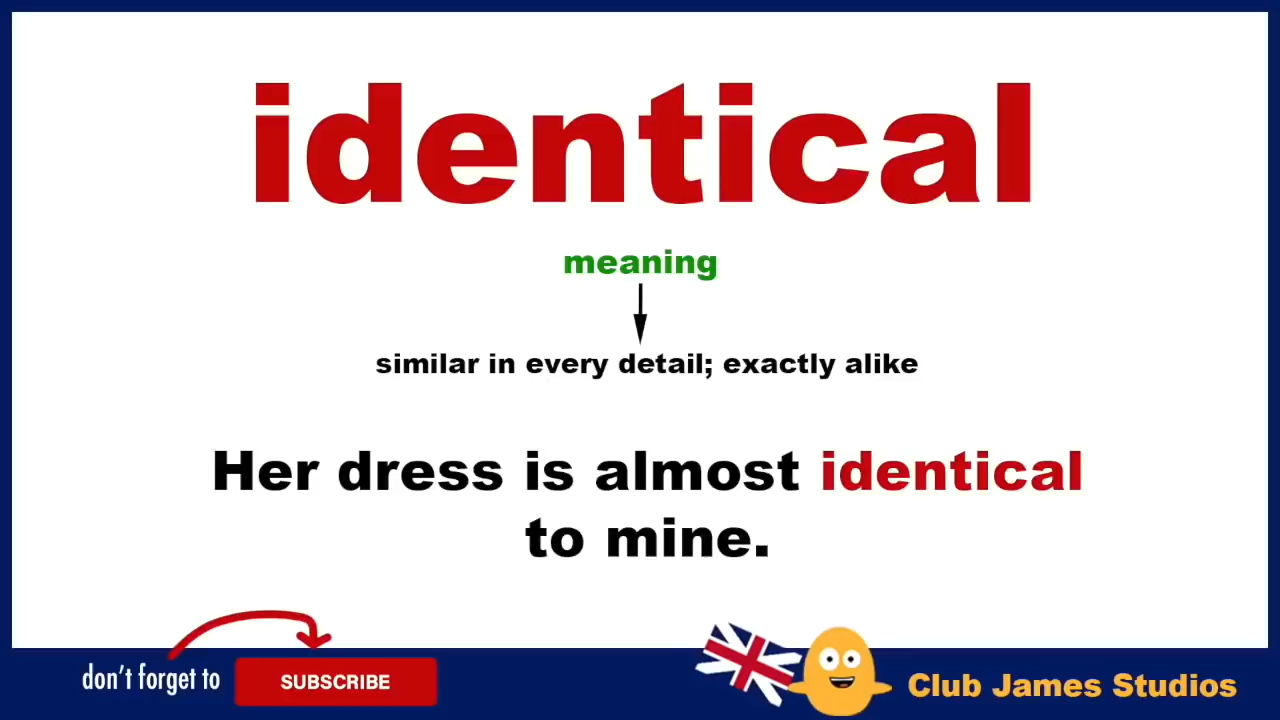 identical
meaning
similar in every detail; exactly alike
Her dress is almost identical
to mine.
don't forget to
SUBSCRIBE
Club James Studios